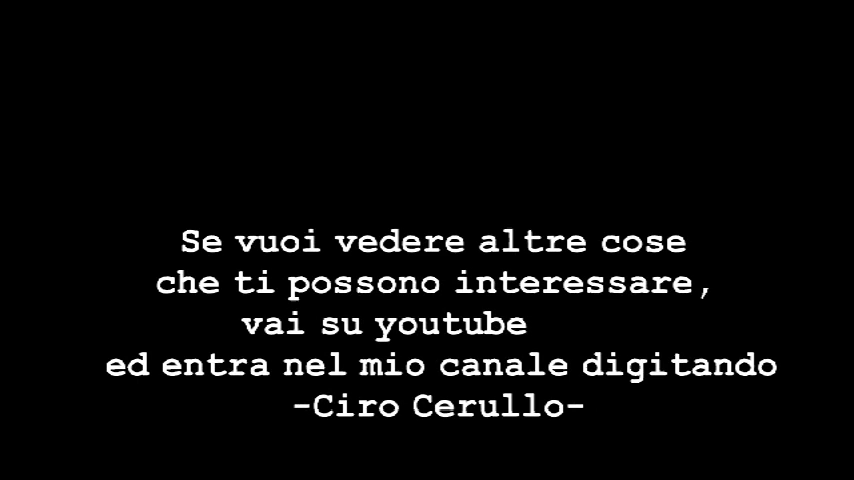 Se vuoi vedere altre cose
che ti possono interessare,
vai su youtube
ed entra nel mio canale digitando
-Ciro Cerullo-